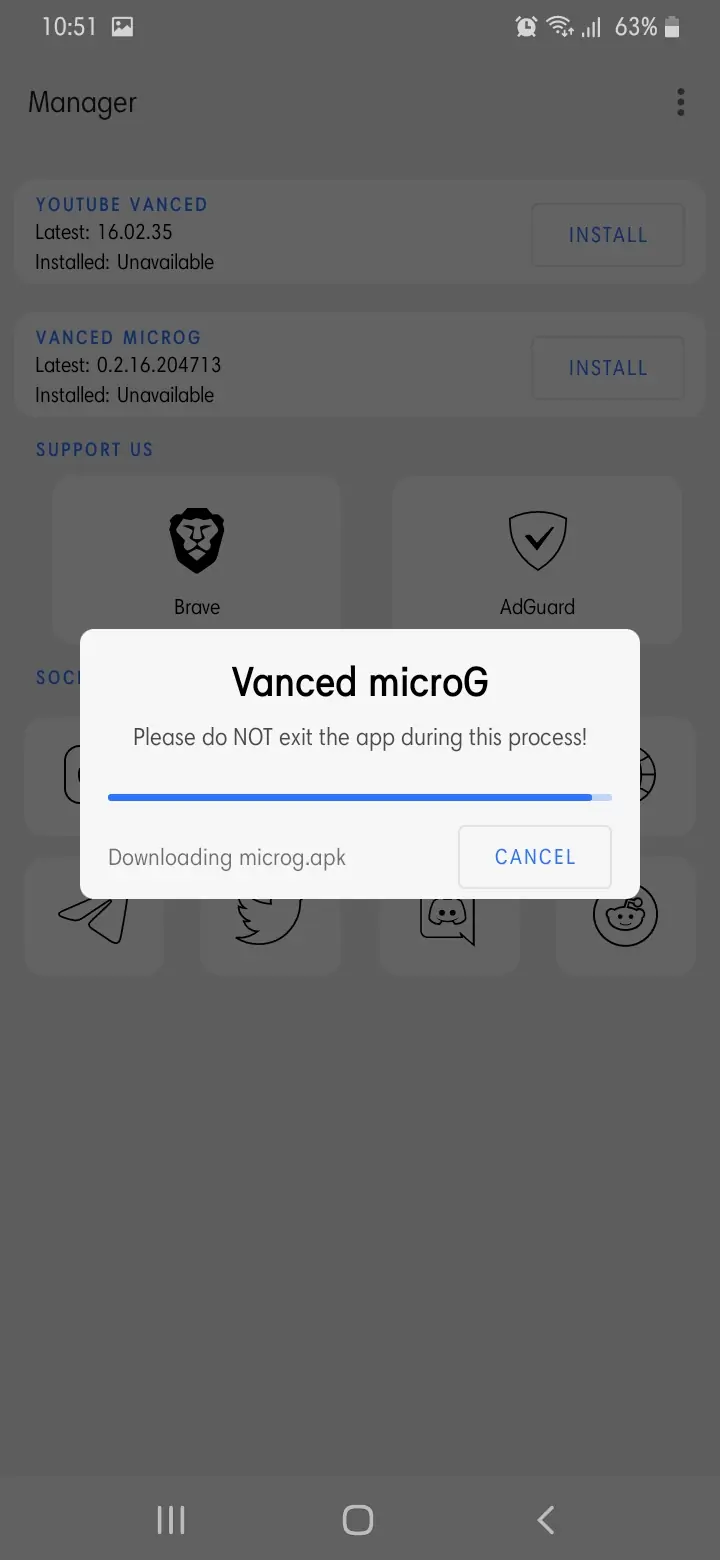 10:51
63%
Manager
YOUTUBE VANCED
Latest: 16.02.35
Installed: Unavailable
INSTALL
VANCED MICROG
Latest: 0.2.16.204713
Installed: Unavailable
INSTALL
SUPPORT US
Brave
AdGuard
Vanced microG
Please do NOT exit the app during this process!
Downloading microg.apk
CANCEL